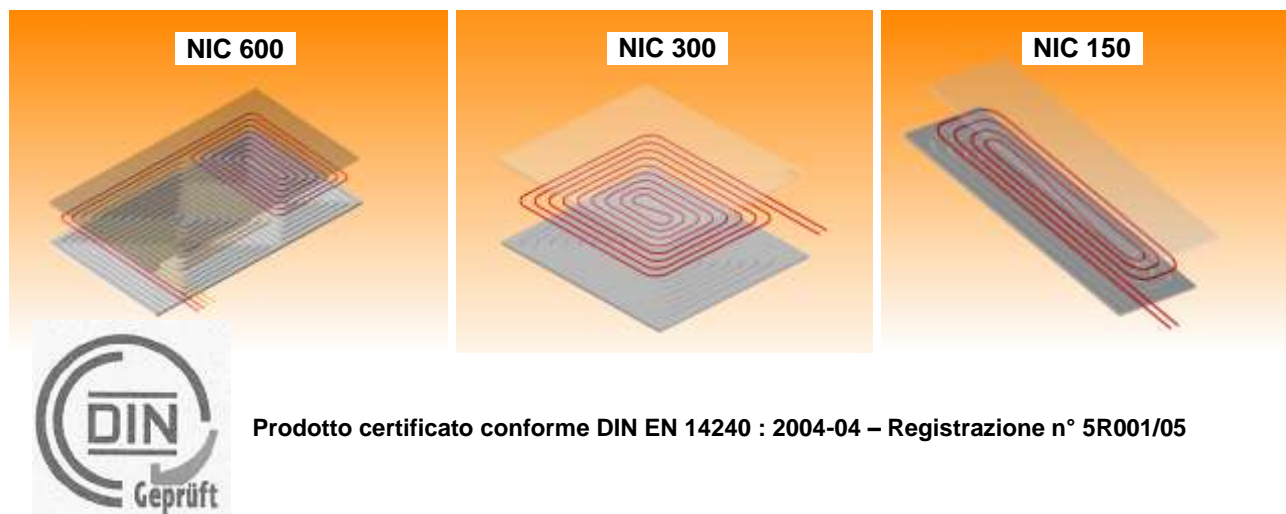 NIC 600
NIC 300
NIC 150
DIN
Geprüft
Prodotto certificato conforme DIN EN 14240 : 2004-04 – Registrazione n° 5R001/05